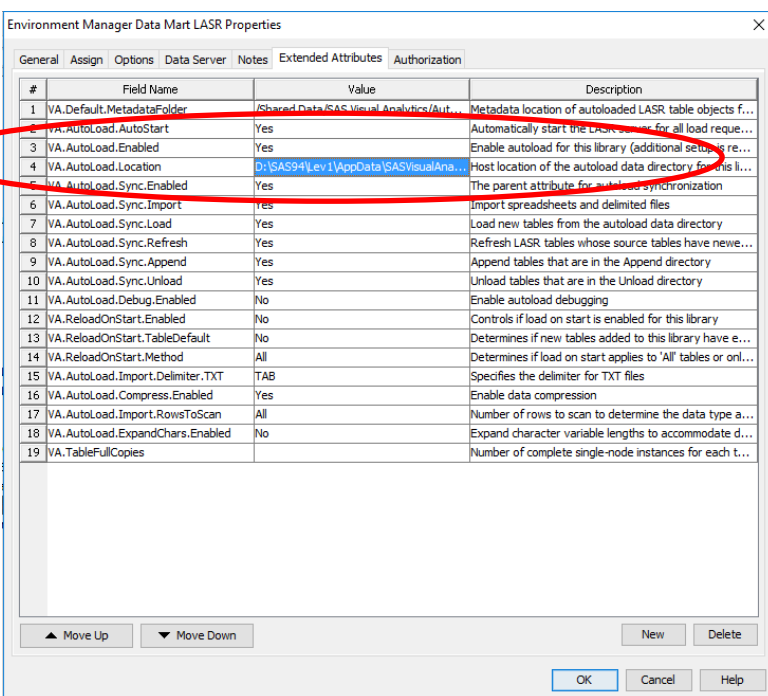 Environment Manager Data Mart LASR Properties
General Assign Options Data Server Notes Extended Attributes Authorization
# Field Name Value Description
1 VA.Default.MetadataFolder /Shared Data/SAS Visual Analytics/Aut... Metadata location of autoloaded LASR table objects f...
2 VA.AutoLoad.AutoStart Yes Automatically start the LASR server for all load reque...
3 VA.AutoLoad.Enabled Yes Enable autoload for this library (additional setup is re...
4 VA.AutoLoad.Location D:\SAS94\Lev1\AppData\SASVisualAna... Host location of the autoload data directory for this li...
5 VA.AutoLoad.Sync.Enabled Yes The parent attribute for autoload synchronization
6 VA.AutoLoad.Sync.Import Yes Import spreadsheets and delimited files
7 VA.AutoLoad.Sync.Load Yes Load new tables from the autoload data directory
8 VA.AutoLoad.Sync.Refresh Yes Refresh LASR tables whose source tables have newe...
9 VA.AutoLoad.Sync.Append Yes Append tables that are in the Append directory
10 VA.AutoLoad.Sync.Unload Yes Unload tables that are in the Unload directory
11 VA.AutoLoad.Debug.Enabled No Enable autoload debugging
12 VA.ReloadOnStart.Enabled No Controls if load on start is enabled for this library
13 VA.ReloadOnStart.TableDefault No Determines if new tables added to this library have e...
14 VA.ReloadOnStart.Method All Determines if load on start applies to 'All' tables or onl...
15 VA.AutoLoad.Import.Delimiter.TXT TAB Specifies the delimiter for TXT files
16 VA.AutoLoad.Compress.Enabled Yes Enable data compression
17 VA.AutoLoad.Import.RowsToScan All Number of rows to scan to determine the data type a...
18 VA.AutoLoad.ExpandChars.Enabled No Expand character variable lengths to accommodate d...
19 VA.TableFullCopies Number of complete single-node instances for each t...
Move Up Move Down New Delete
OK Cancel Help